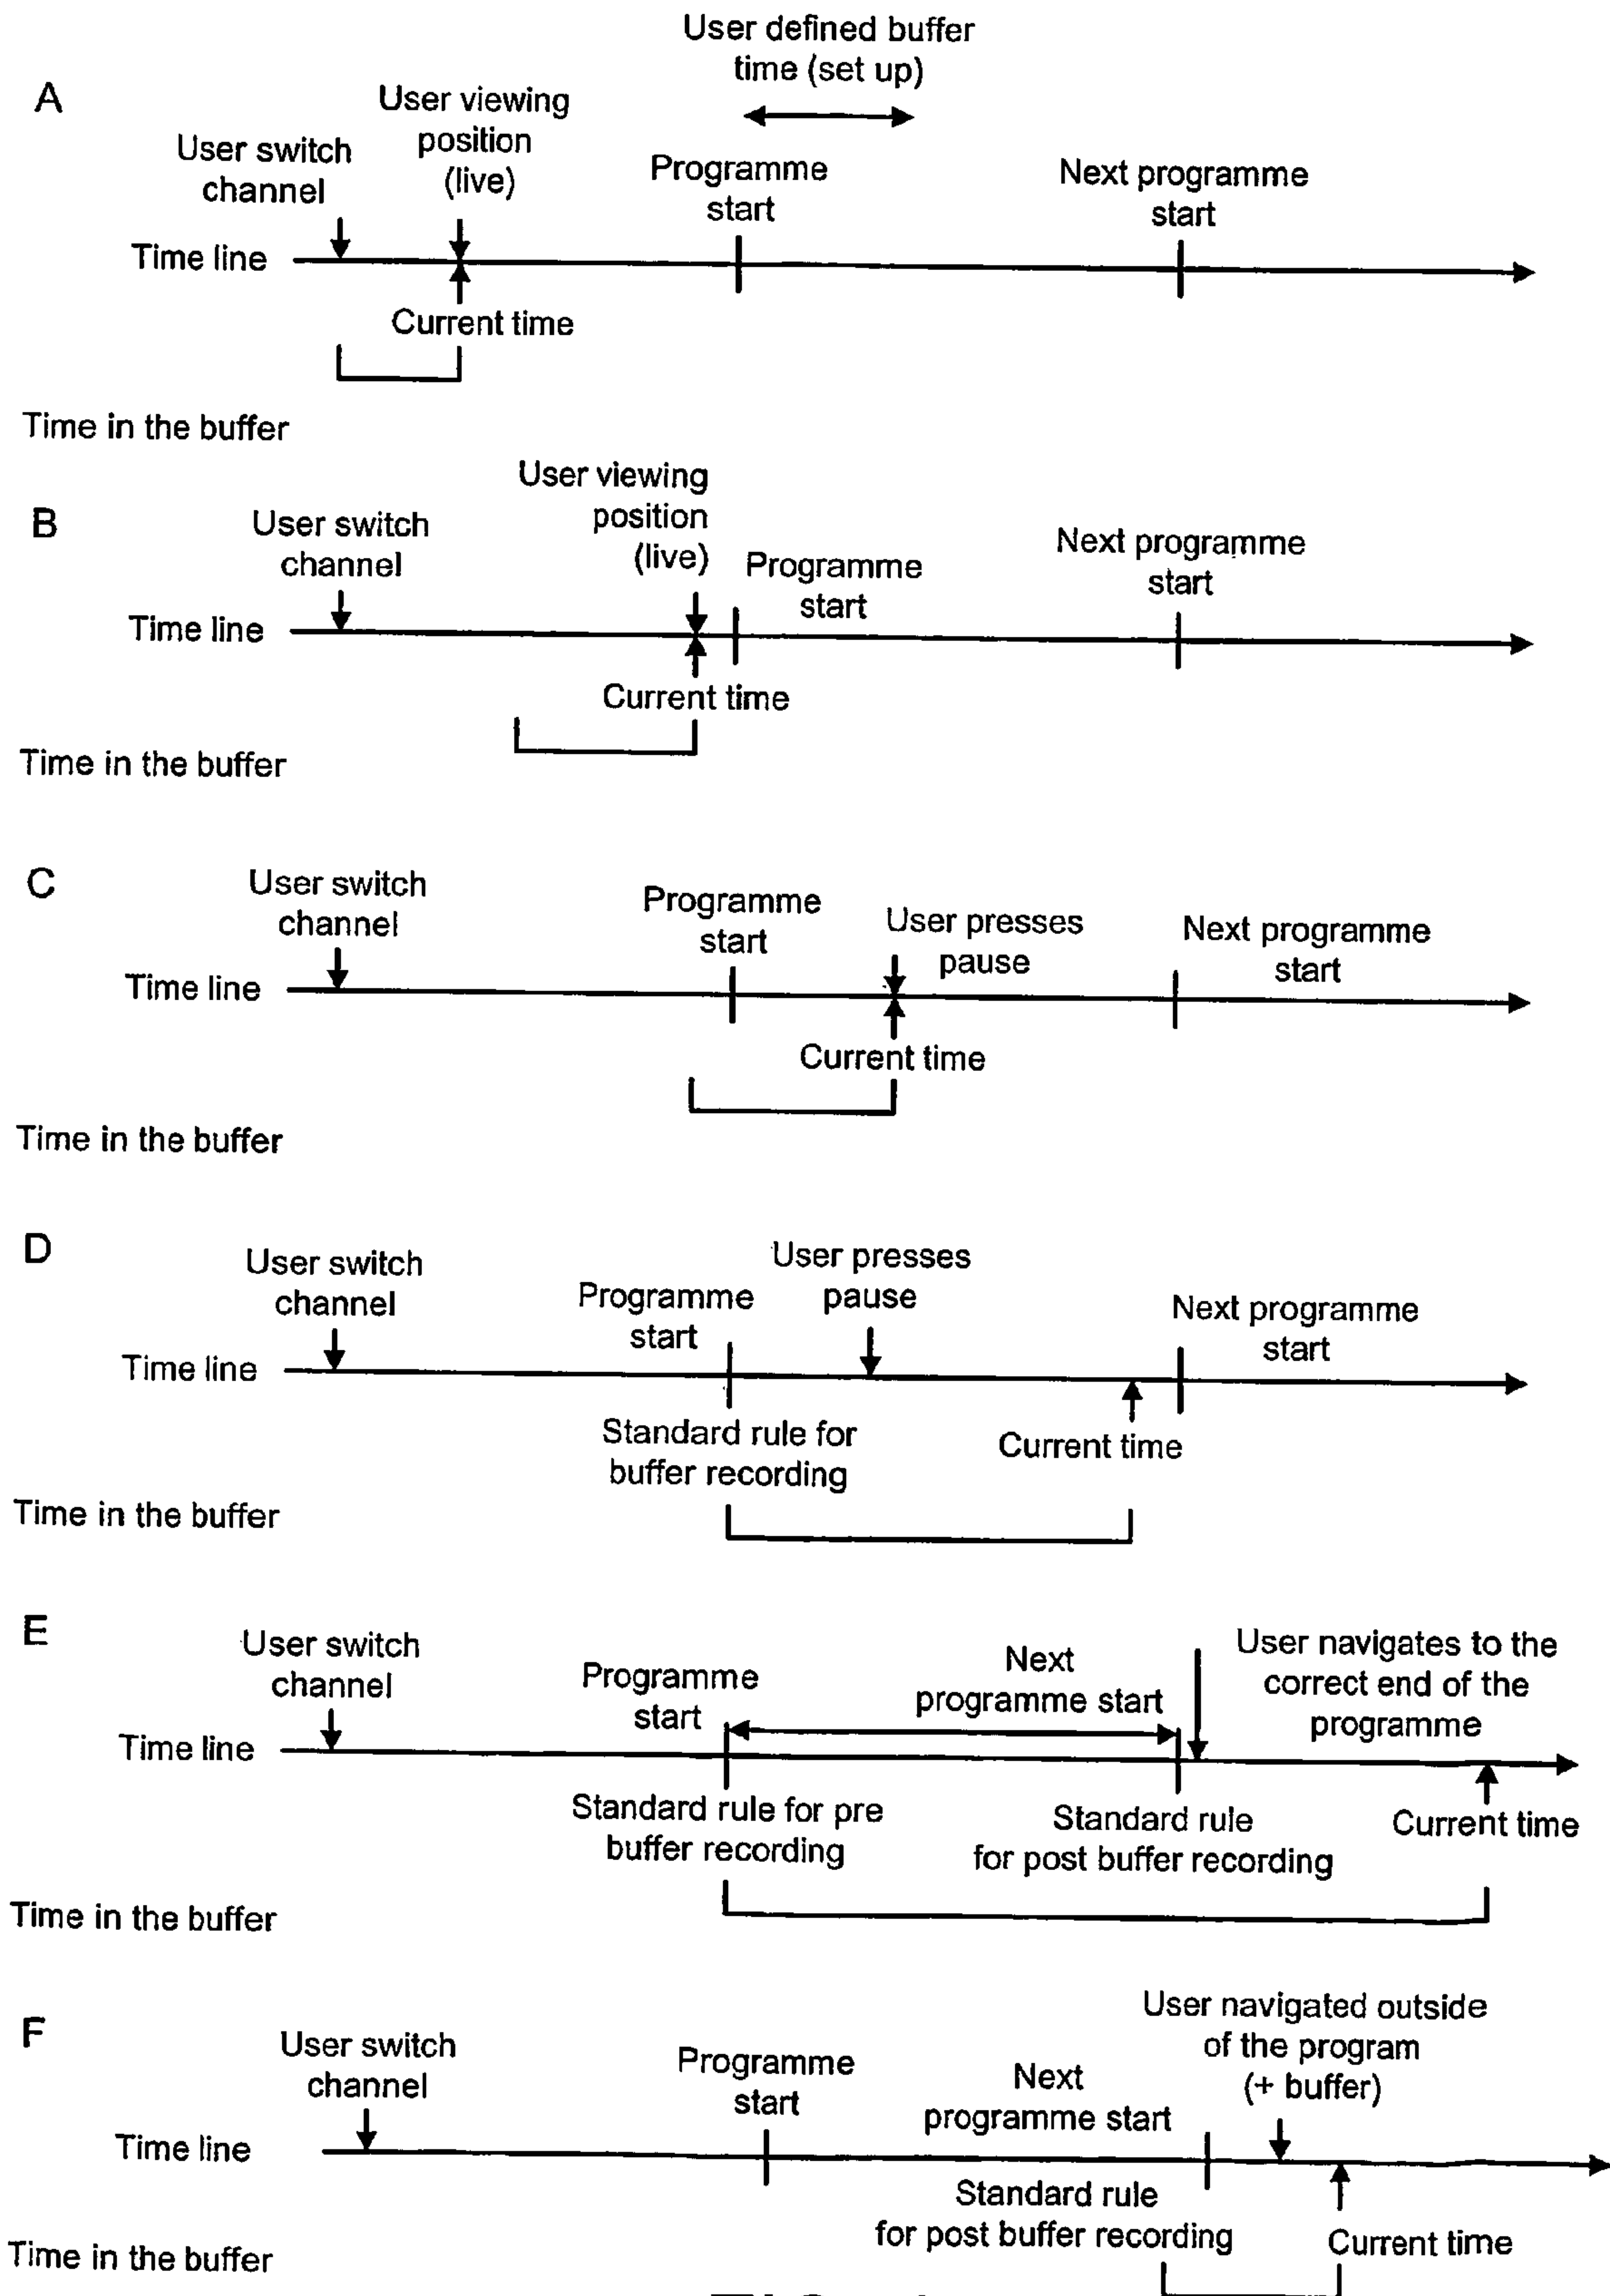 User defined buffer
time (set up)
A
User viewing
position
(live)
User switch
channel
Programme
start
Next programme
start
Time line
Current time
Time in the buffer
User viewing
position
(live)
B
User switch
channel
Programme
start
Next programme
start
Time line
Current time
Time in the buffer
C
User switch
channel
Programme
start
User presses
pause
Next programme
start
Time line
Current time
Time in the buffer
D
User switch
channel
Programme
start
User presses
pause
Next programme
start
Time line
Standard rule for
buffer recording
Current time
Time in the buffer
E
User switch
channel
Programme
start
Next
programme start
User navigates to the
correct end of the
programme
Time line
Standard rule for pre
buffer recording
Standard rule
for post buffer recording
Current time
Time in the buffer
F
User switch
channel
Programme
start
Next
programme start
User navigated outside
of the program
(+ buffer)
Time line
Standard rule
for post buffer recording
Current time
Time in the buffer